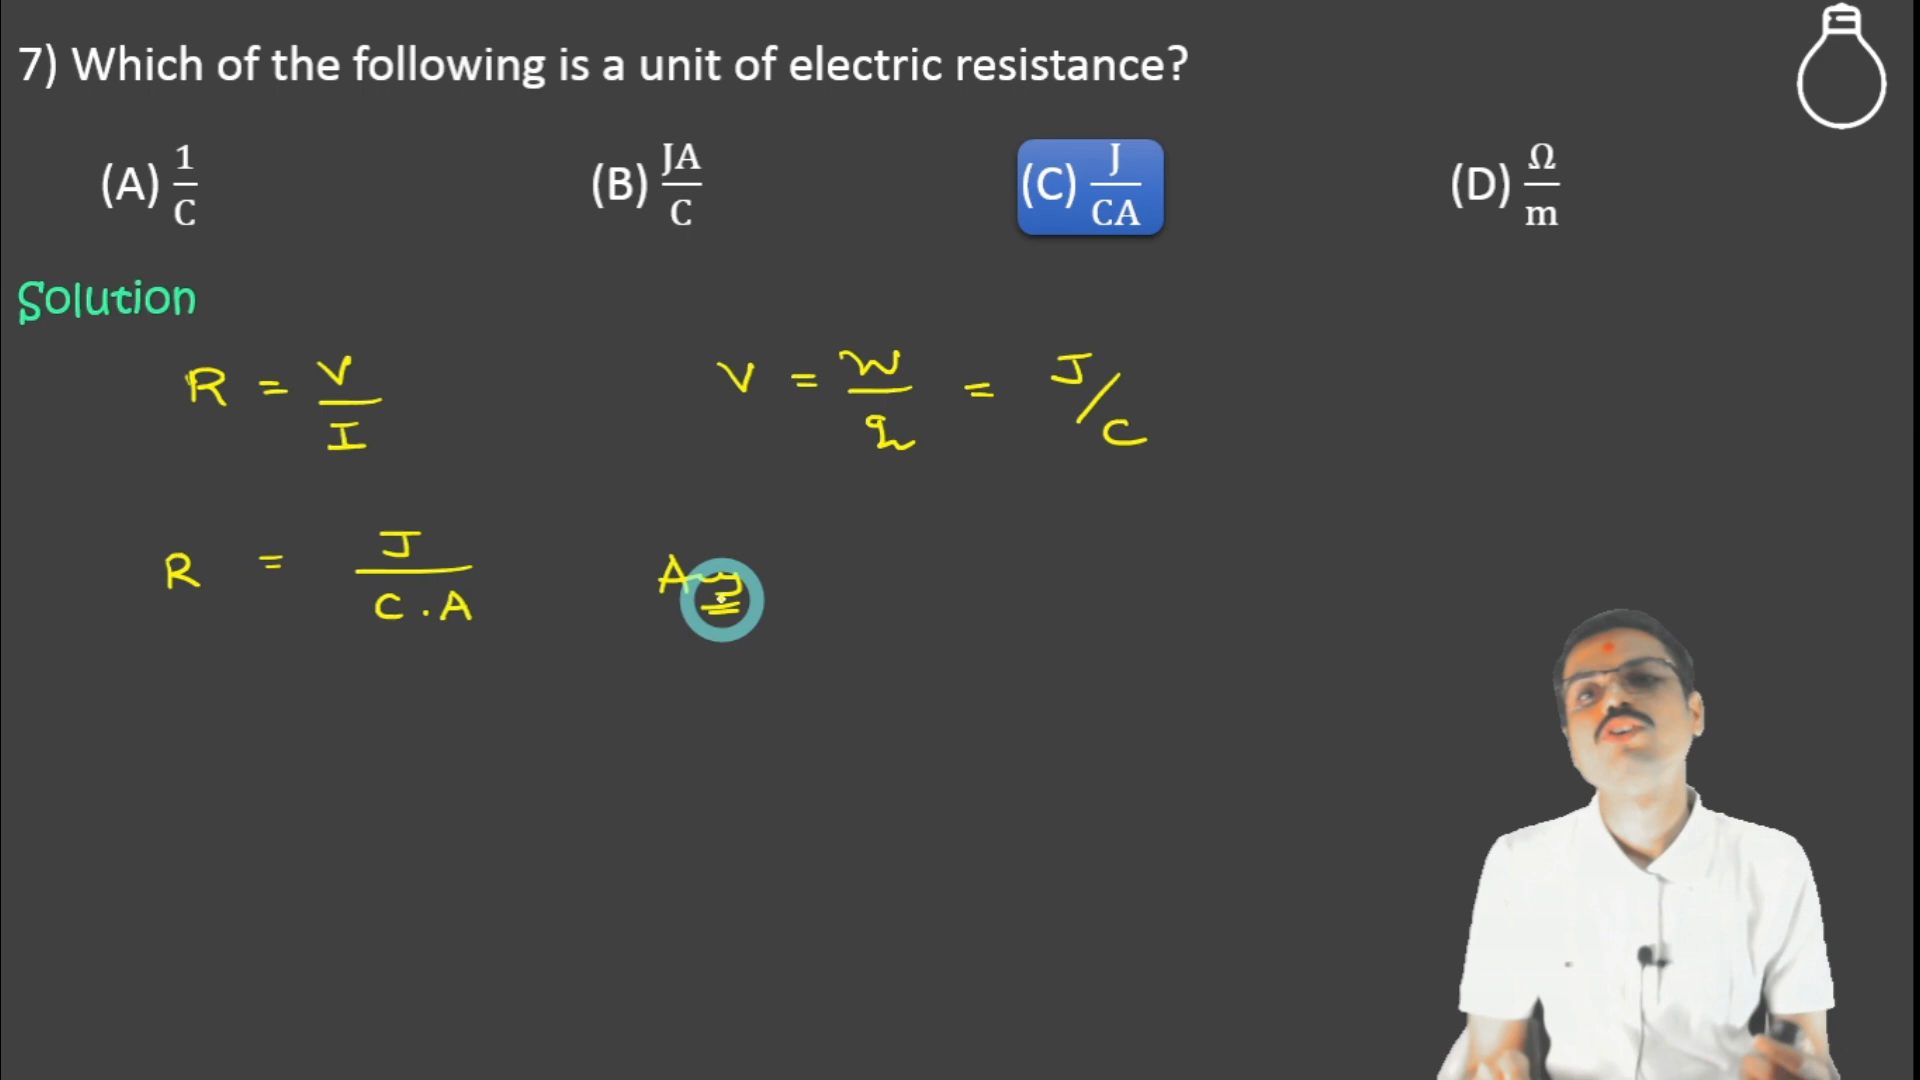 7) Which of the following is a unit of electric resistance?
(A) 1/C (B) JA/C (C) J/CA (D) Ω/m
Solution
R = V/I V = W/q = J/C
R = J/C.A